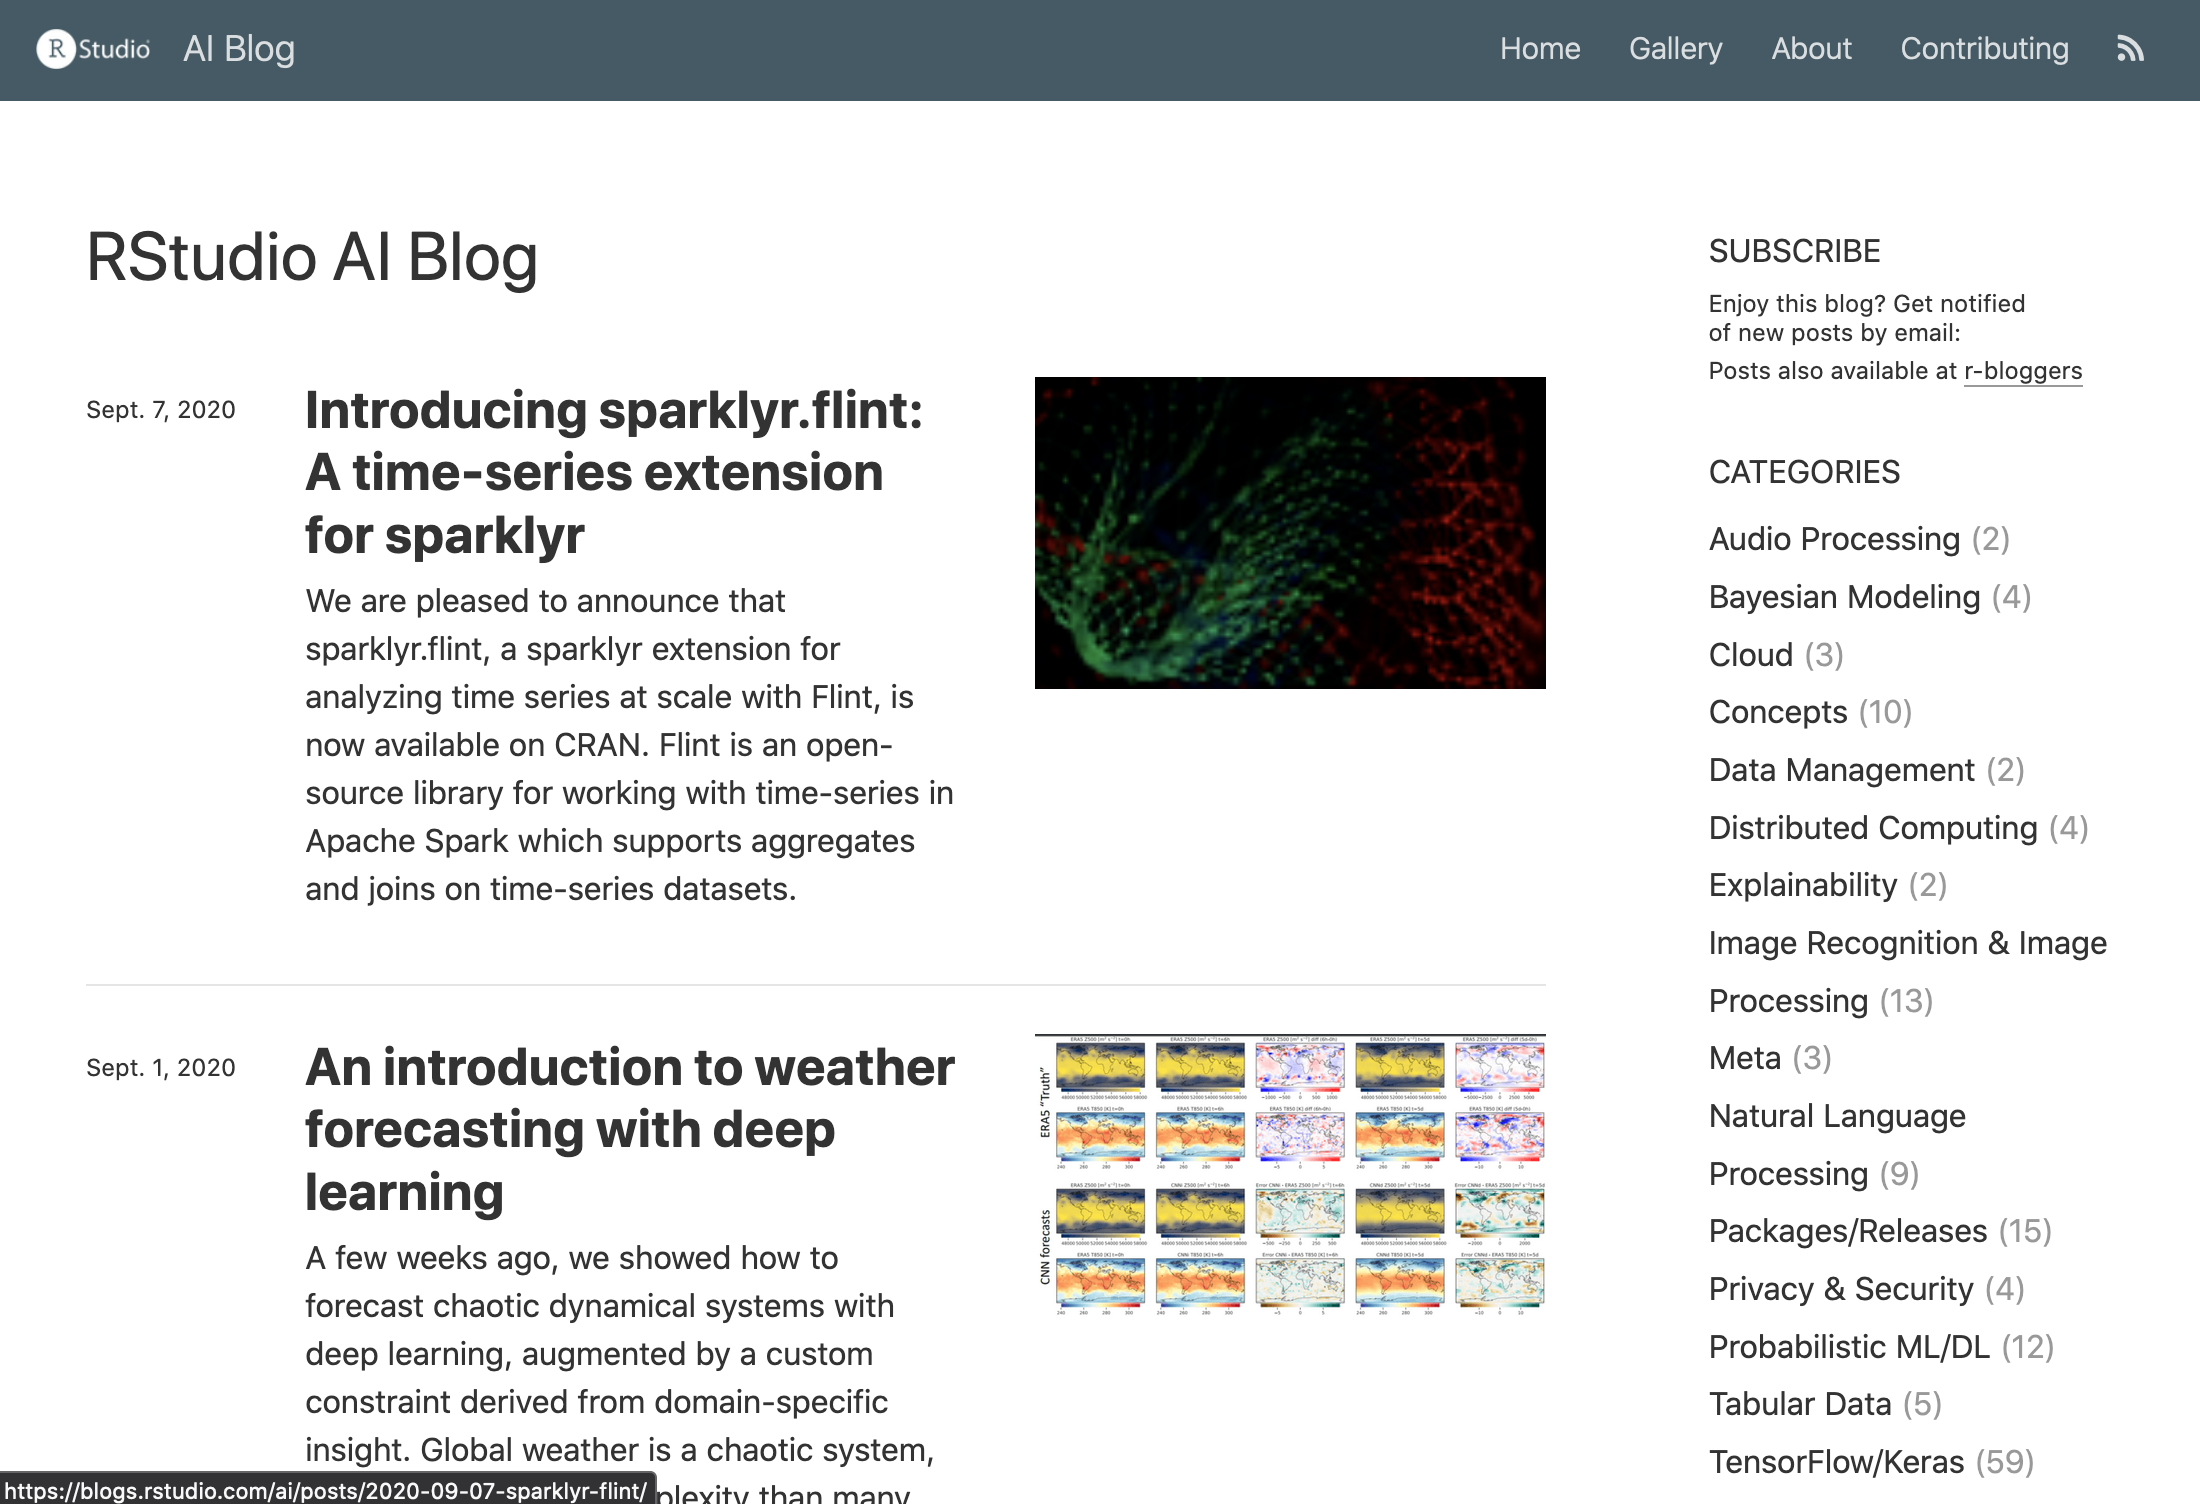 R Studio AI Blog
Home Gallery About Contributing
RStudio AI Blog
Sept. 7, 2020
Introducing sparklyr.flint:
A time-series extension
for sparklyr
We are pleased to announce that
sparklyr.flint, a sparklyr extension for
analyzing time series at scale with Flint, is
now available on CRAN. Flint is an open-
source library for working with time-series in
Apache Spark which supports aggregates
and joins on time-series datasets.
Sept. 1, 2020
An introduction to weather
forecasting with deep
learning
A few weeks ago, we showed how to
forecast chaotic dynamical systems with
deep learning, augmented by a custom
constraint derived from domain-specific
insight. Global weather is a chaotic system,
plexity than many
ERA5 "Truth"
CNN forecasts
SUBSCRIBE
Enjoy this blog? Get notified
of new posts by email:
Posts also available at r-bloggers
CATEGORIES
Audio Processing (2)
Bayesian Modeling (4)
Cloud (3)
Concepts (10)
Data Management (2)
Distributed Computing (4)
Explainability (2)
Image Recognition & Image
Processing (13)
Meta (3)
Natural Language
Processing (9)
Packages/Releases (15)
Privacy & Security (4)
Probabilistic ML/DL (12)
Tabular Data (5)
TensorFlow/Keras (59)
https://blogs.rstudio.com/ai/posts/2020-09-07-sparklyr-flint/